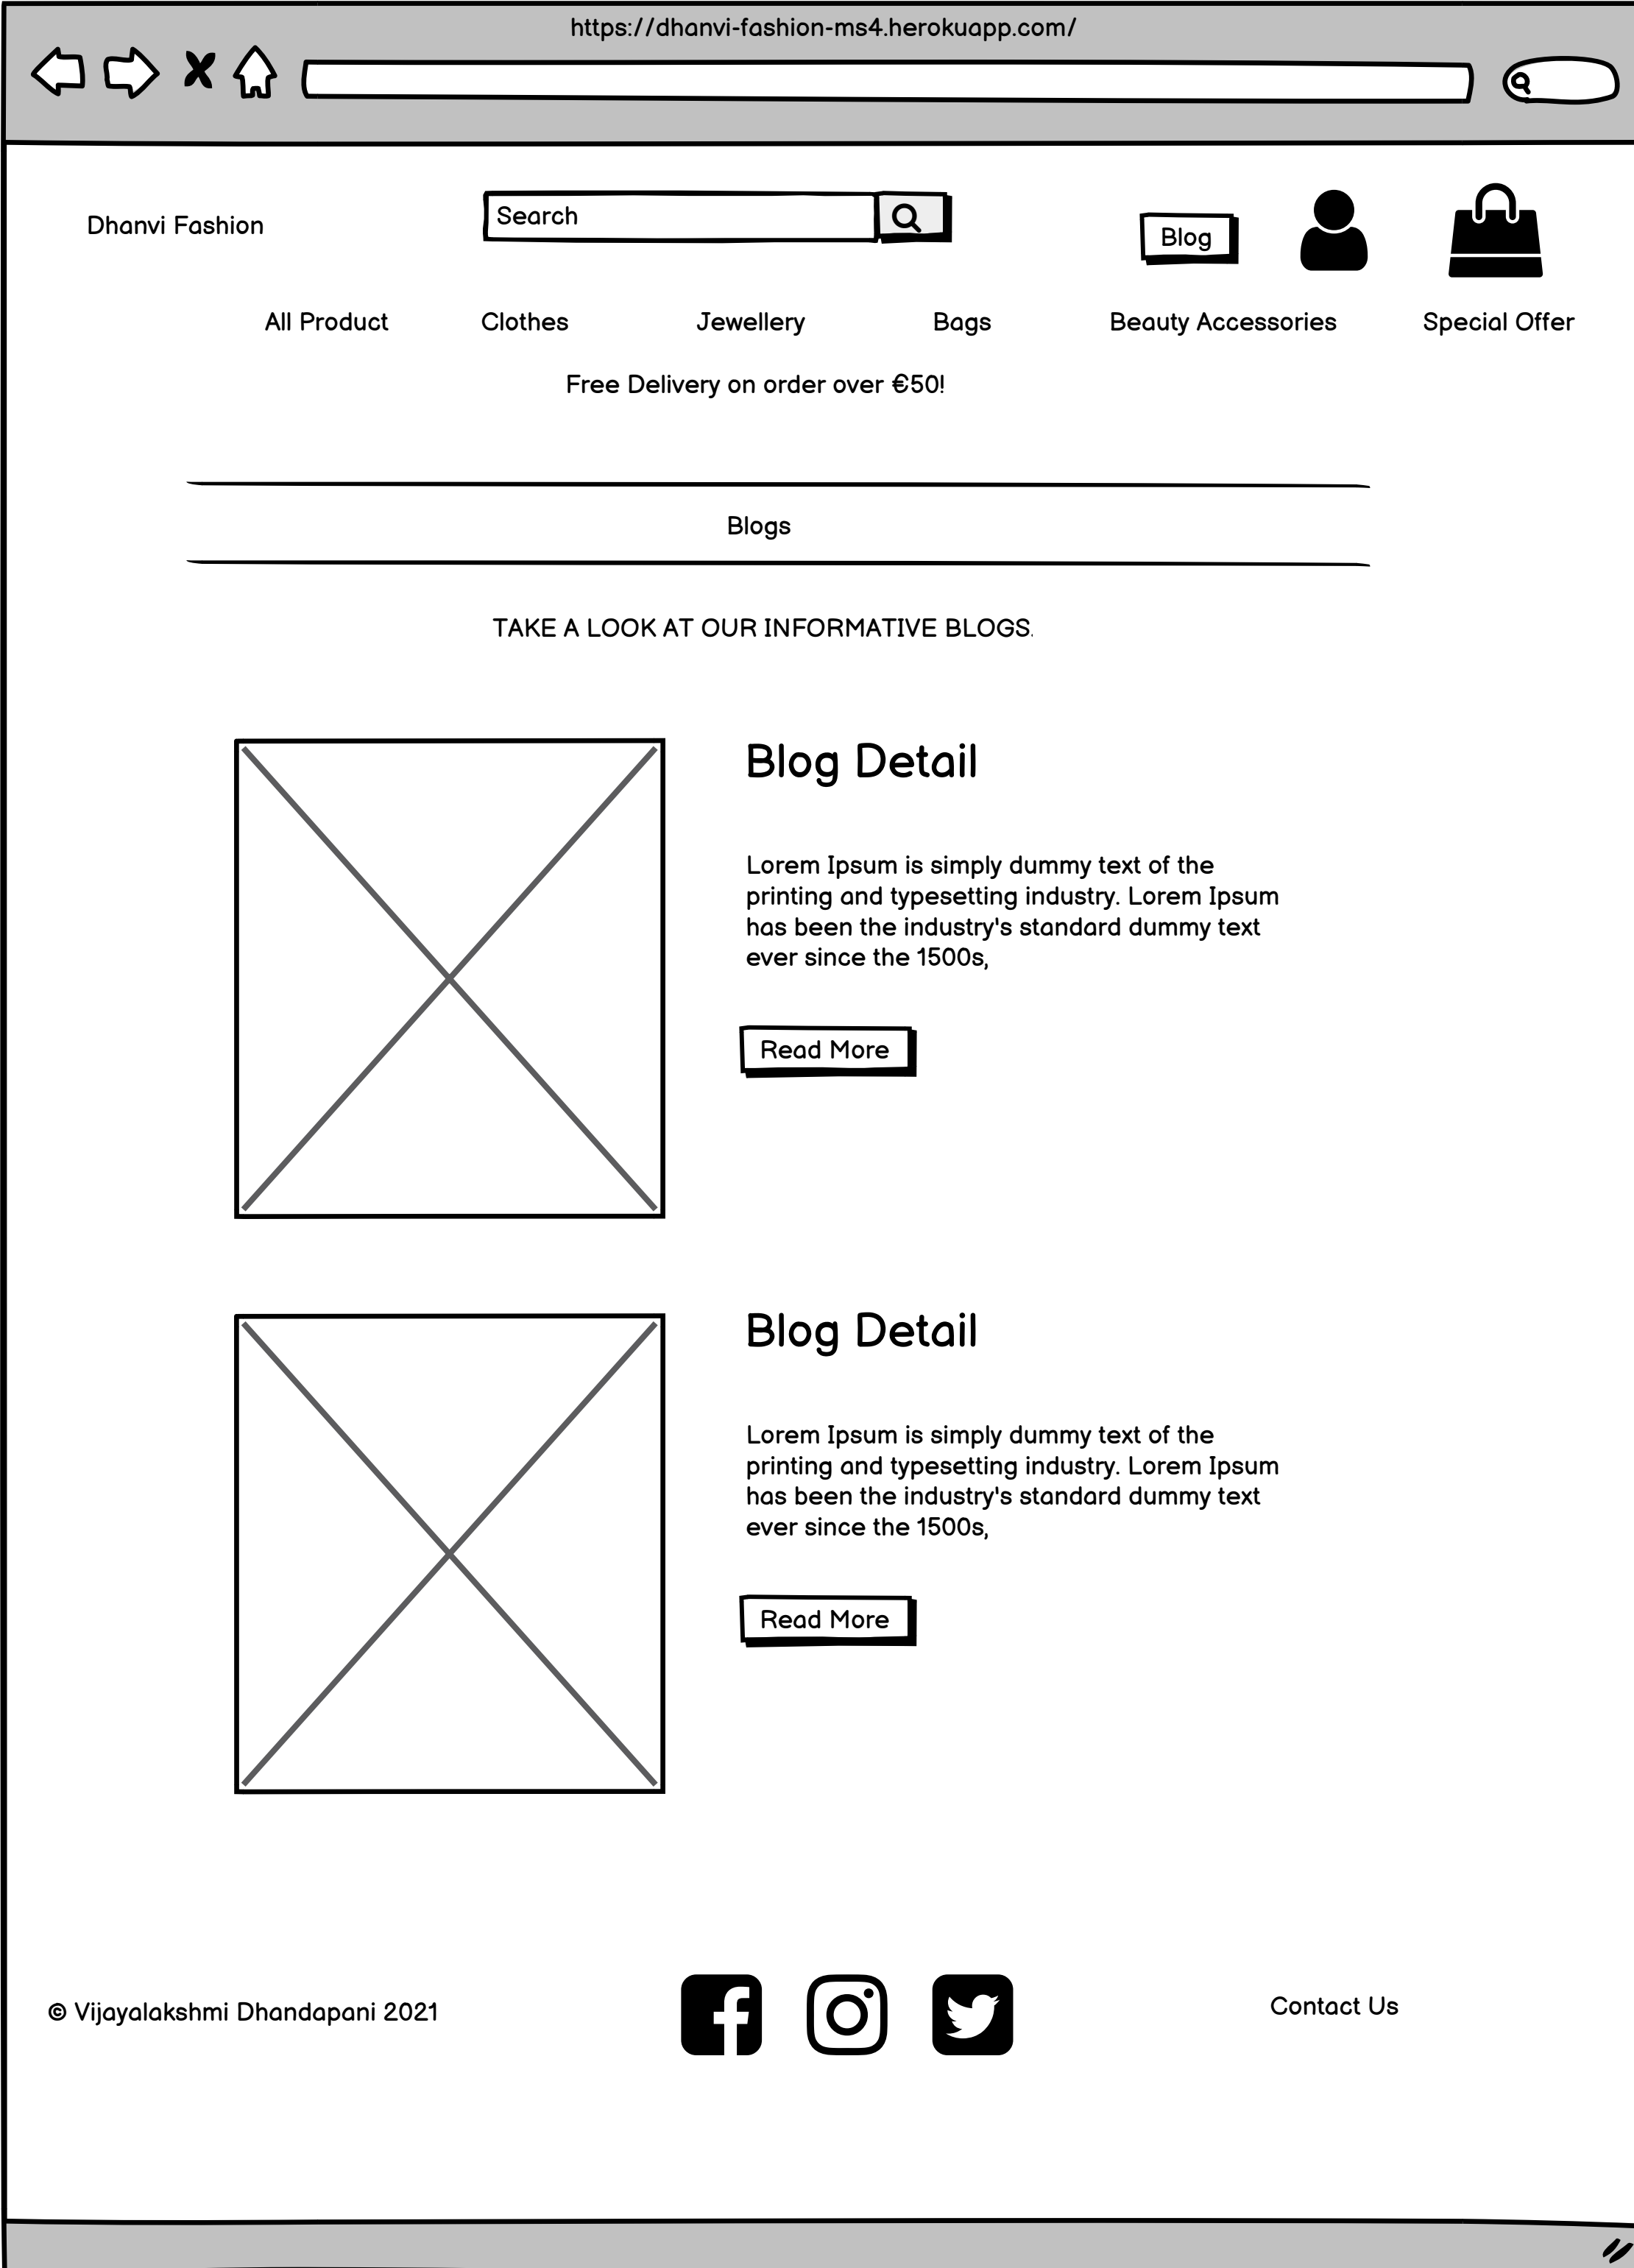 https://dhanvi-fashion-ms4.herokuapp.com/
Dhanvi Fashion
Search
Blog
All Product
Clothes
Jewellery
Bags
Beauty Accessories
Special Offer
Free Delivery on order over €50!
Blogs
TAKE A LOOK AT OUR INFORMATIVE BLOGS.
Blog Detail
Lorem Ipsum is simply dummy text of the
printing and typesetting industry. Lorem Ipsum
has been the industry's standard dummy text
ever since the 1500s,
Read More
Blog Detail
Lorem Ipsum is simply dummy text of the
printing and typesetting industry. Lorem Ipsum
has been the industry's standard dummy text
ever since the 1500s,
Read More
© Vijayalakshmi Dhandapani 2021
Contact Us